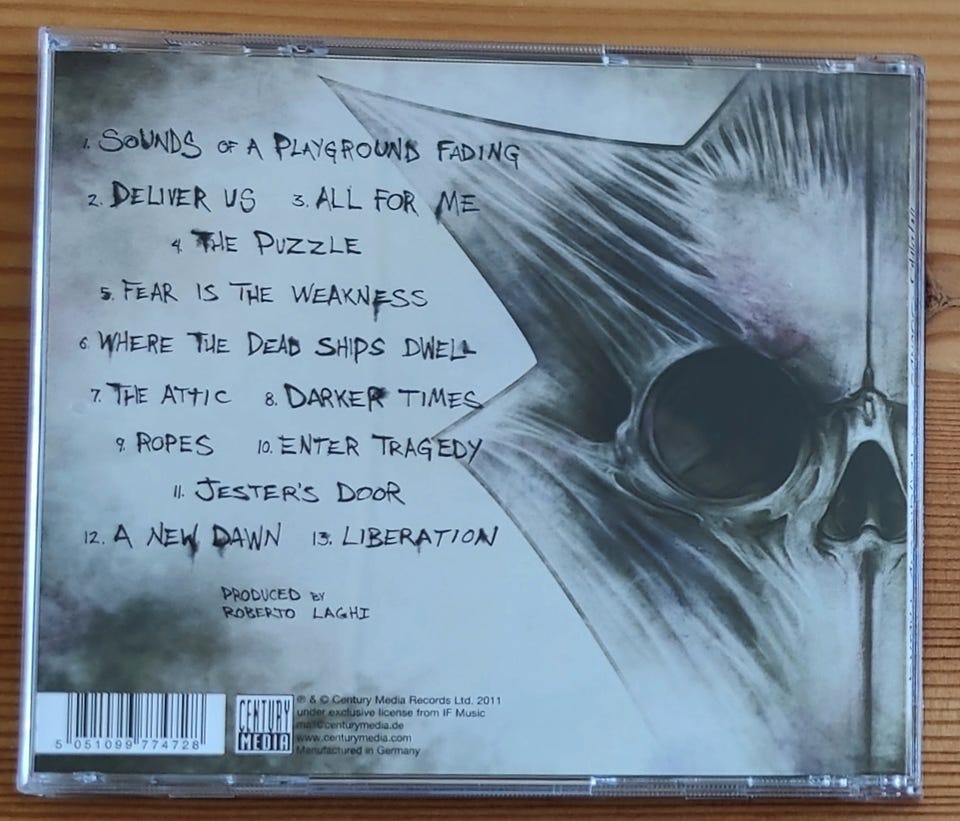 1. SOUNDS OF A PLAYGROUND FADING
2. DELIVER US 3. ALL FOR ME
4. THE PUZZLE
5. FEAR IS THE WEAKNESS
6. WHERE THE DEAD SHIPS DWELL
7. THE ATTIC 8. DARKER TIMES
9. ROPES 10. ENTER TRAGEDY
11. JESTER'S DOOR
12. A NEW DAWN 13. LIBERATION
PRODUCED BY
ROBERTO LAGHI
5 051099 774728
CENTURY
MEDIA
℗ & © Century Media Records Ltd. 2011
under exclusive license from IF Music
mail@centurymedia.de
www.centurymedia.com
Manufactured in Germany